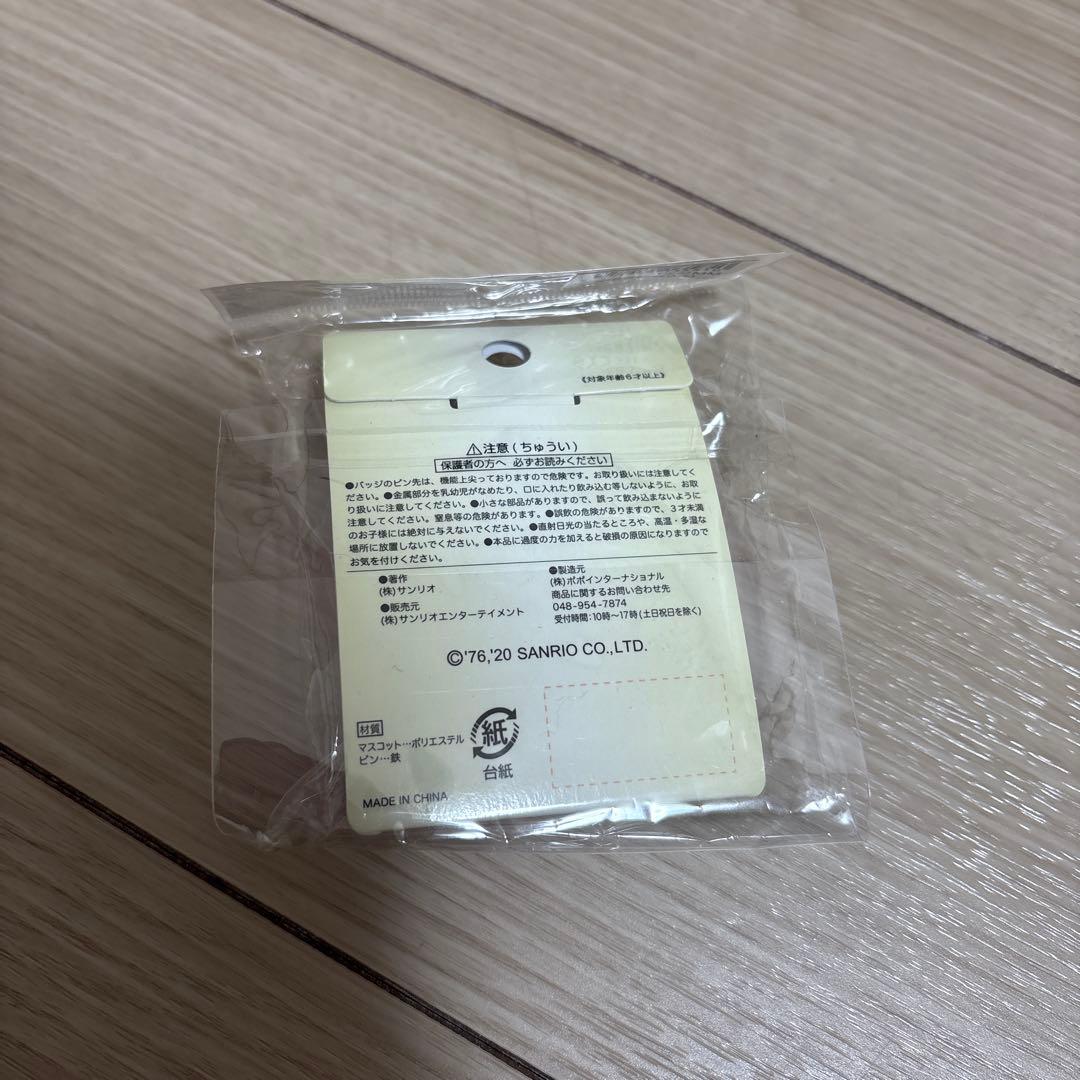 《対象年齢6才以上》
⚠注意(ちゅうい)
保護者の方へ 必ずお読みください
●バッジのピン先は、機能上尖っておりますので危険です。お取り扱いには注意してく
ださい。●金属部分を乳幼児がなめたり、口に入れたり飲み込む等しないように、お取
り扱いに注意してください。●小さな部品がありますので、誤って飲み込まないように
注意してください。窒息等の危険があります。●誤飲の危険がありますので、3才未満
のお子様には絶対に与えないでください。●直射日光の当たるところや、高温・多湿な
場所に放置しないでください。●本品に過度の力を加えると破損の原因になりますので
お気を付けください。
●著作
(株)サンリオ
●販売元
(株)サンリオエンターテイメント
●製造元
(株)ポポインターナショナル
商品に関するお問い合わせ先
048-954-7874
受付時間:10時〜17時(土日祝日を除く)
©'76,'20 SANRIO CO.,LTD.
材質
マスコット…ポリエステル
ピン…鉄
紙
台紙
MADE IN CHINA